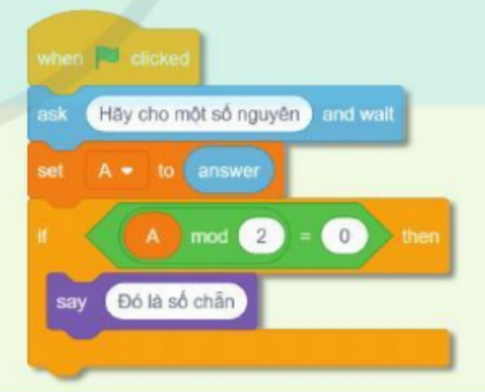 when clicked
ask Hãy cho một số nguyên and wait
set A to answer
if A mod 2 = 0 then
say Đó là số chẵn